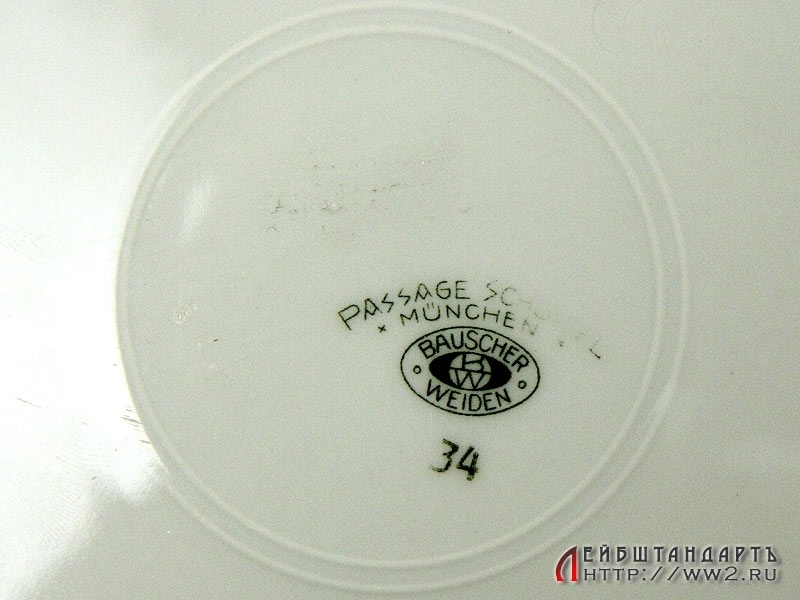 PASSAGE
MÜNCHEN
BAUSCHER
WEIDEN
34
ЛЕЙБШТАНДАРТЪ
HTTP://WW2.RU